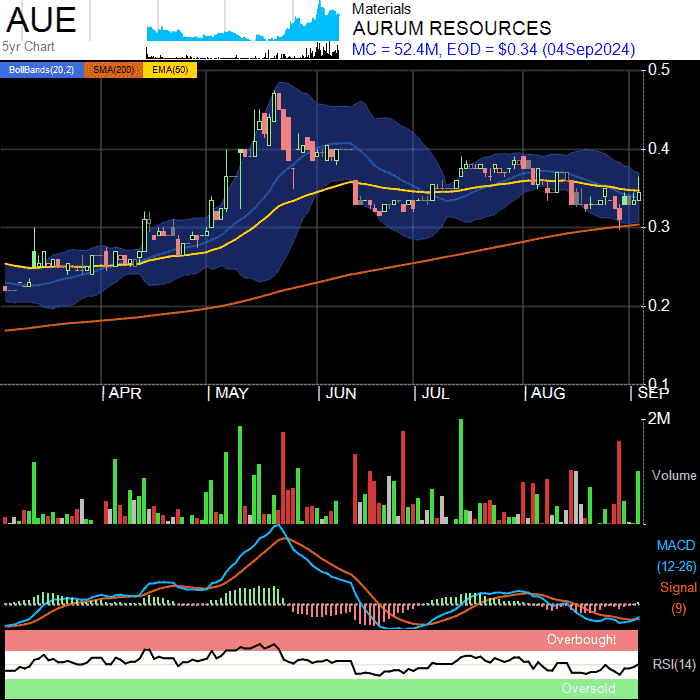 AUE
5yr Chart
Materials
AURUM RESOURCES
MC = 52.4M, EOD = $0.34 (04Sep2024)
BollBands(20,2) SMA(200) EMA(50)
0.5
0.4
0.3
0.2
0.1
APR MAY JUN JUL AUG SEP
2M
Volume
MACD
(12-26)
Signal
(9)
Overbought
RSI(14)
Oversold